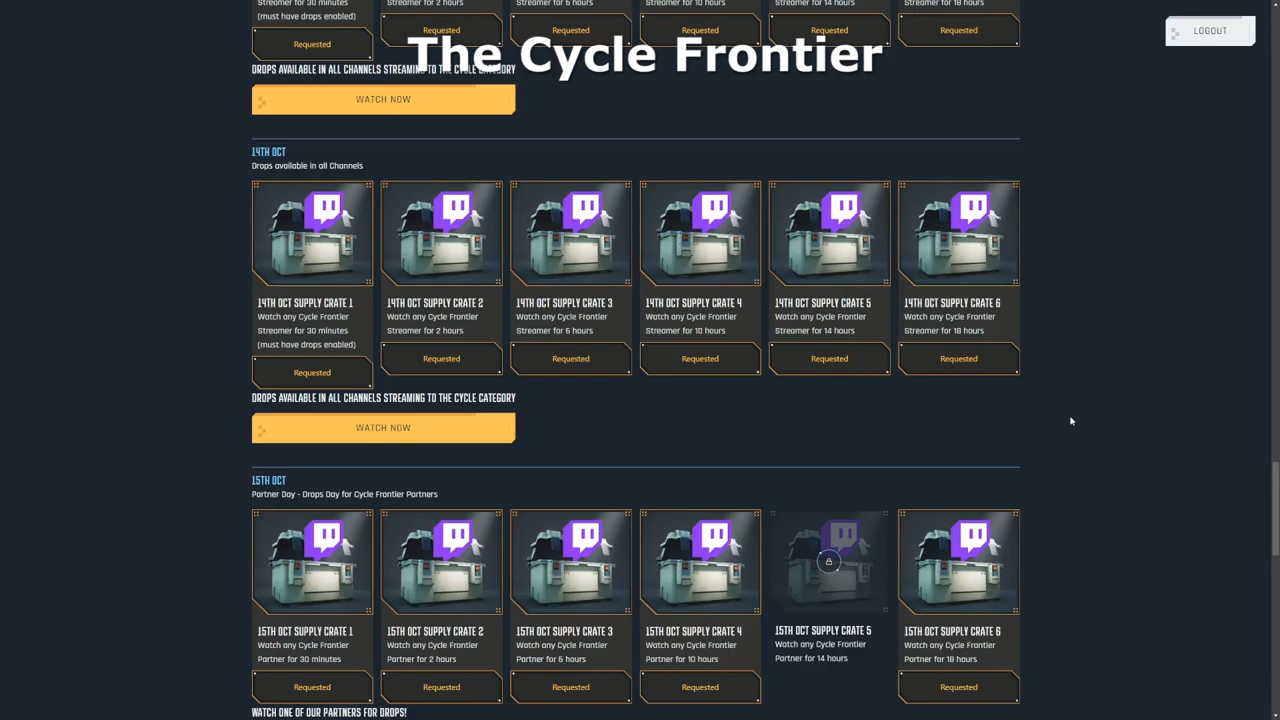 Streamer for 30 minutes
Streamer for 2 hours
Streamer for 6 hours
Streamer for 10 hours
Streamer for 14 hours
Streamer for 18 hours
(must have drops enabled)
Requested
Requested
Requested
Requested
Requested
Requested
LOGOUT
The Cycle Frontier
DROPS AVAILABLE IN ALL CHANNELS STREAMING TO THE CYCLE CATEGORY
WATCH NOW
14TH OCT
Drops available in all Channels
14TH OCT SUPPLY CRATE 1
Watch any Cycle Frontier
Streamer for 30 minutes
(must have drops enabled)
Requested
14TH OCT SUPPLY CRATE 2
Watch any Cycle Frontier
Streamer for 2 hours
Requested
14TH OCT SUPPLY CRATE 3
Watch any Cycle Frontier
Streamer for 6 hours
Requested
14TH OCT SUPPLY CRATE 4
Watch any Cycle Frontier
Streamer for 10 hours
Requested
14TH OCT SUPPLY CRATE 5
Watch any Cycle Frontier
Streamer for 14 hours
Requested
14TH OCT SUPPLY CRATE 6
Watch any Cycle Frontier
Streamer for 18 hours
Requested
DROPS AVAILABLE IN ALL CHANNELS STREAMING TO THE CYCLE CATEGORY
WATCH NOW
15TH OCT
Partner Day - Drops Day for Cycle Frontier Partners
15TH OCT SUPPLY CRATE 1
Watch any Cycle Frontier
Partner for 30 minutes
Requested
15TH OCT SUPPLY CRATE 2
Watch any Cycle Frontier
Partner for 2 hours
Requested
15TH OCT SUPPLY CRATE 3
Watch any Cycle Frontier
Partner for 6 hours
Requested
15TH OCT SUPPLY CRATE 4
Watch any Cycle Frontier
Partner for 10 hours
Requested
15TH OCT SUPPLY CRATE 5
Watch any Cycle Frontier
Partner for 14 hours
15TH OCT SUPPLY CRATE 6
Watch any Cycle Frontier
Partner for 18 hours
Requested
WATCH ONE OF OUR PARTNERS FOR DROPS!